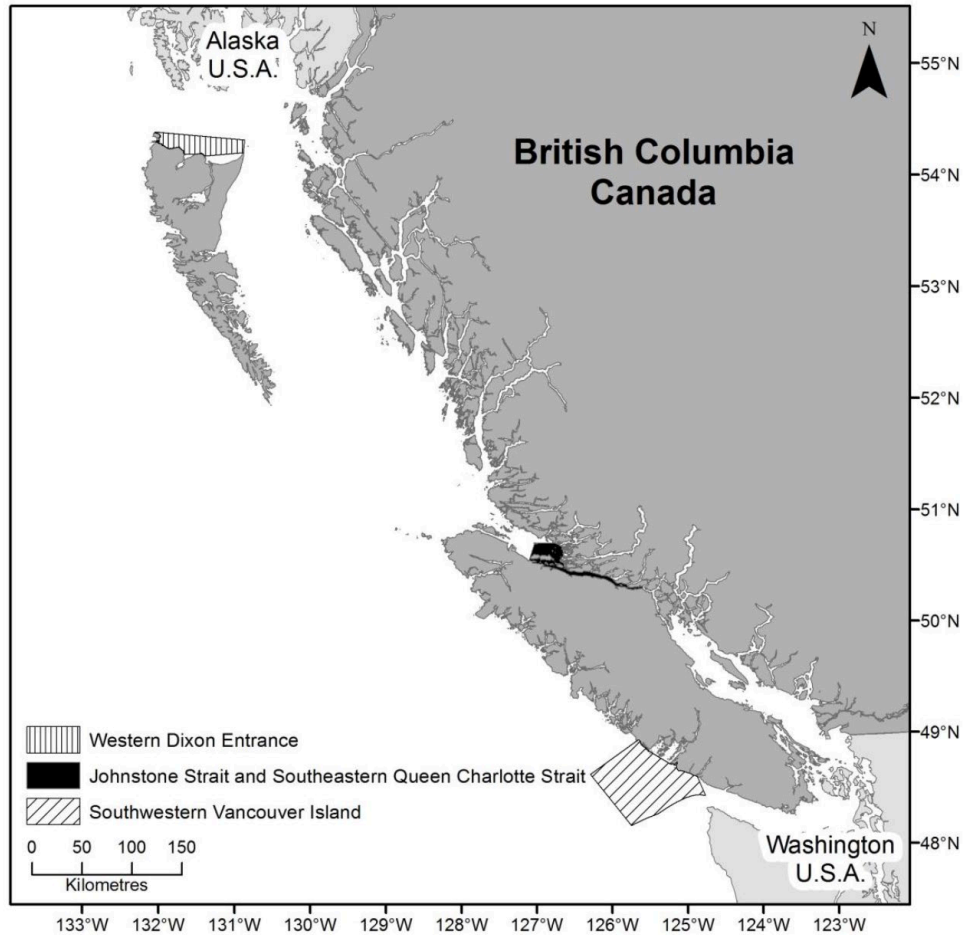 Alaska
U.S.A.
N
British Columbia
Canada
55°N
54°N
53°N
52°N
51°N
50°N
49°N
48°N
Western Dixon Entrance
Johnstone Strait and Southeastern Queen Charlotte Strait
Southwestern Vancouver Island
0 50 100 150
Kilometres
Washington
U.S.A.
133°W 132°W 130°W 129°W 128°W 127°W 126°W 125°W 124°W 123°W